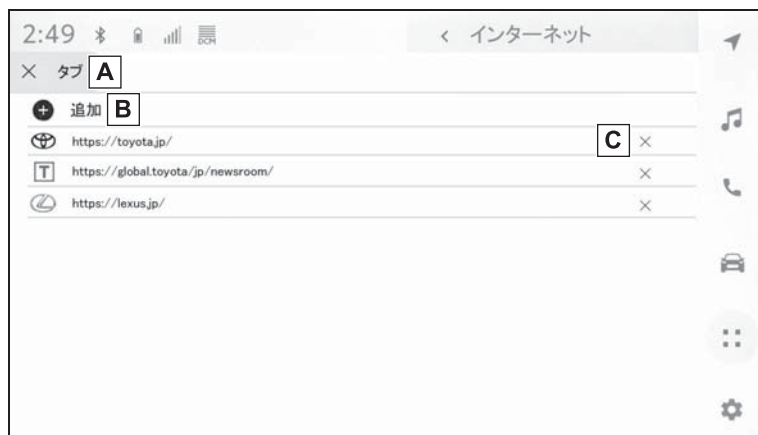 2:49 DCM < インターネット
× タブ A
追加 B
https://toyota.jp/ C ×
T https://global.toyota/jp/newsroom/ ×
https://lexus.jp/ ×